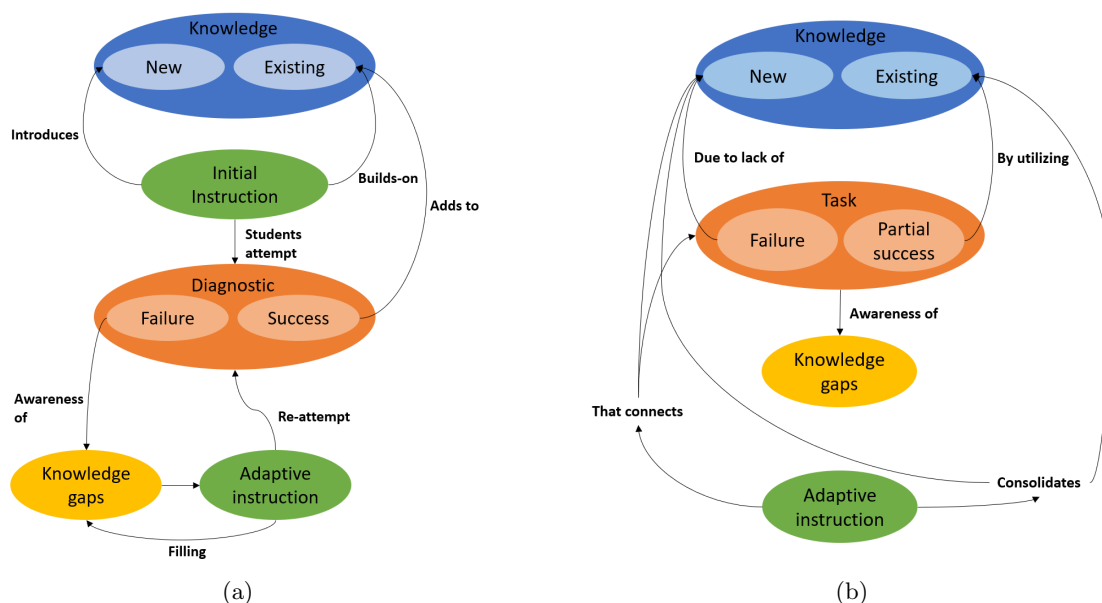 Knowledge
New
Existing
Introduces
Initial
Instruction
Builds-on
Adds to
Students
attempt
Diagnostic
Failure
Success
Awareness
of
Re-attempt
Knowledge
gaps
Adaptive
instruction
Filling
(a)
Knowledge
New
Existing
Due to lack of
By utilizing
Task
Failure
Partial
success
Awareness of
Knowledge
gaps
That connects
Consolidates
Adaptive
instruction
(b)